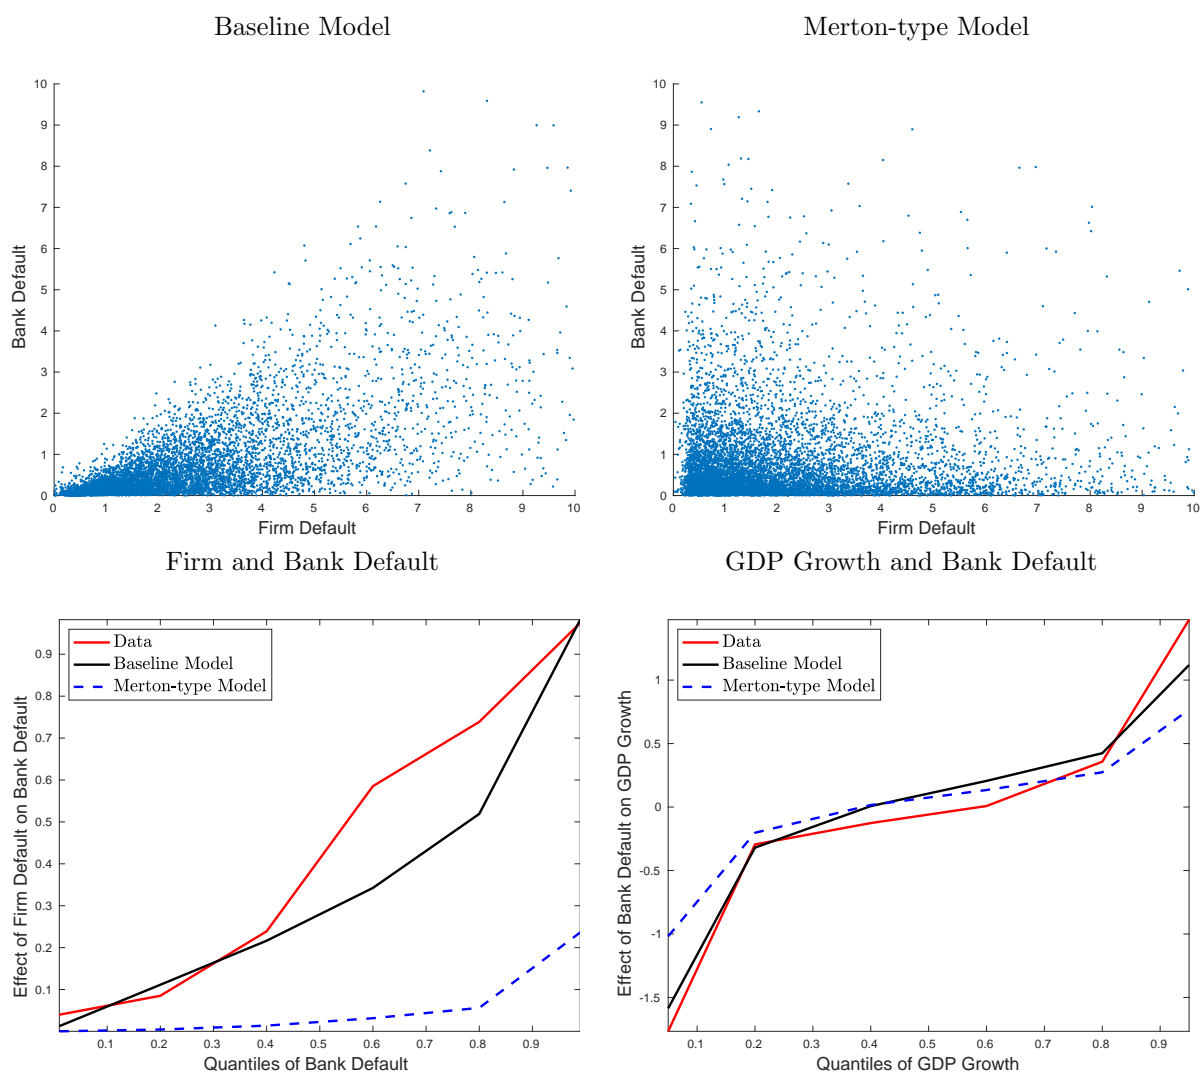 Baseline Model
Merton-type Model
10
9
8
7
6
5
4
3
2
1
0
Bank Default
0 1 2 3 4 5 6 7 8 9 10
Firm Default
10
9
8
7
6
5
4
3
2
1
0
Bank Default
0 1 2 3 4 5 6 7 8 9 10
Firm Default
Firm and Bank Default
GDP Growth and Bank Default
Data
Baseline Model
Merton-type Model
0.9
0.8
0.7
0.6
0.5
0.4
0.3
0.2
0.1
Effect of Firm Default on Bank Default
0.1 0.2 0.3 0.4 0.5 0.6 0.7 0.8 0.9
Quantiles of Bank Default
Data
Baseline Model
Merton-type Model
1
0.5
0
-0.5
-1
-1.5
Effect of Bank Default on GDP Growth
0.1 0.2 0.3 0.4 0.5 0.6 0.7 0.8 0.9
Quantiles of GDP Growth